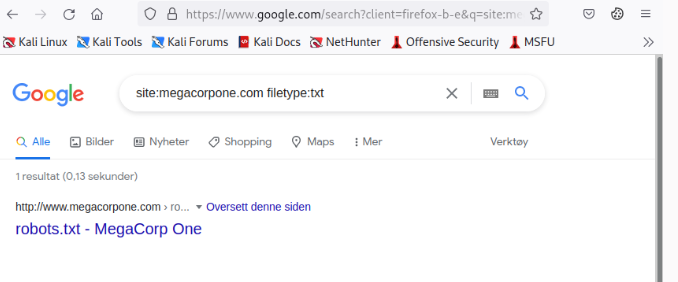 https://www.google.com/search?client=firefox-b-e&q=site:me
Kali Linux Kali Tools Kali Forums Kali Docs NetHunter Offensive Security MSFU
Google site:megacorpone.com filetype:txt
Alle Bilder Nyheter Shopping Maps Mer Verktøy
1 resultat (0,13 sekunder)
http://www.megacorpone.com › ro... Oversett denne siden
robots.txt - MegaCorp One